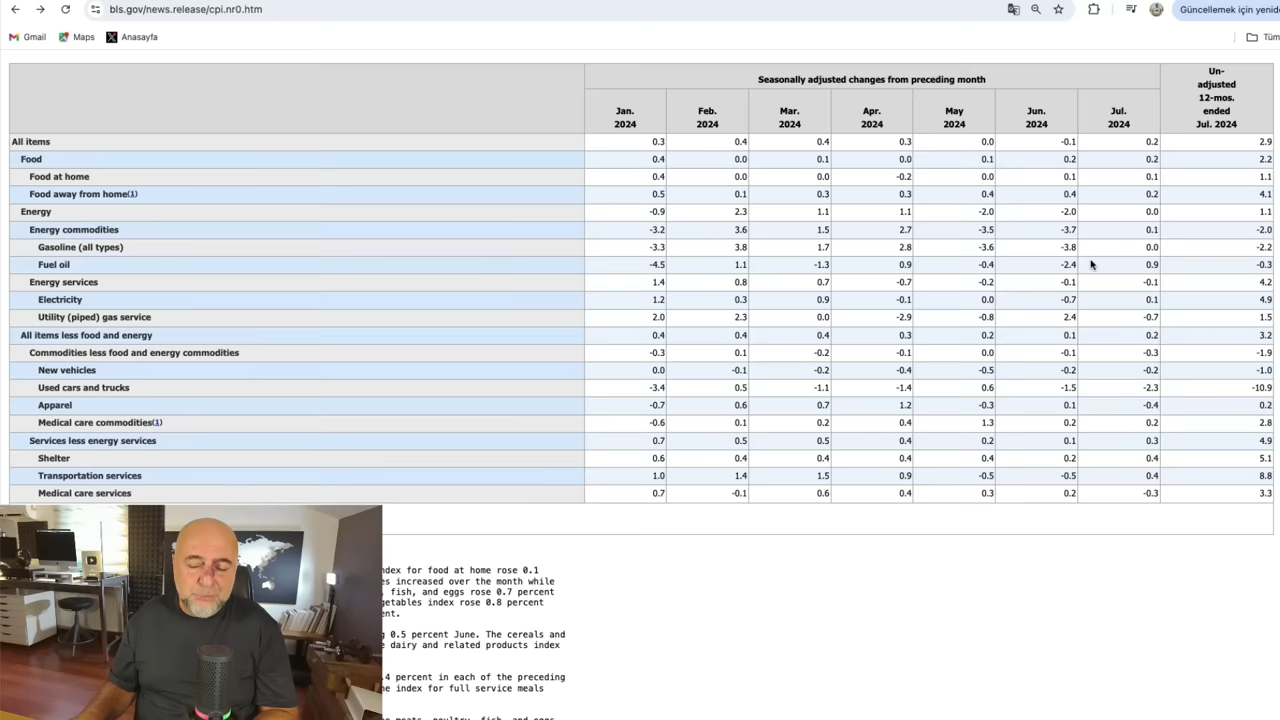 bls.gov/news.release/cpi.nr0.htm
Güncellemek için yenide
Gmail Maps Anasayfa Tüm
Seasonally adjusted changes from preceding month
Un-
adjusted
12-mos.
ended
Jul. 2024
Jan. Feb. Mar. Apr. May Jun. Jul.
2024 2024 2024 2024 2024 2024 2024
All items 0.3 0.4 0.4 0.3 0.0 -0.1 0.2 2.9
Food 0.4 0.0 0.1 0.0 0.1 0.2 0.2 2.2
Food at home 0.4 0.0 0.0 -0.2 0.0 0.1 0.1 1.1
Food away from home(1) 0.5 0.1 0.3 0.3 0.4 0.4 0.2 4.1
Energy -0.9 2.3 1.1 1.1 -2.0 -2.0 0.0 1.1
Energy commodities -3.2 3.6 1.5 2.7 -3.5 -3.7 0.1 -2.0
Gasoline (all types) -3.3 3.8 1.7 2.8 -3.6 -3.8 0.0 -2.2
Fuel oil -4.5 1.1 -1.3 0.9 -0.4 -2.4 0.9 -0.3
Energy services 1.4 0.8 0.7 -0.7 -0.2 -0.1 -0.1 4.2
Electricity 1.2 0.3 0.9 -0.1 0.0 -0.7 0.1 4.9
Utility (piped) gas service 2.0 2.3 0.0 -2.9 -0.8 2.4 -0.7 1.5
All items less food and energy 0.4 0.4 0.4 0.3 0.2 0.1 0.2 3.2
Commodities less food and energy commodities -0.3 0.1 -0.2 -0.1 0.0 -0.1 -0.3 -1.9
New vehicles 0.0 -0.1 -0.2 -0.4 -0.5 -0.2 -0.2 -1.0
Used cars and trucks -3.4 0.5 -1.1 -1.4 0.6 -1.5 -2.3 -10.9
Apparel -0.7 0.6 0.7 1.2 -0.3 0.1 -0.4 0.2
Medical care commodities(1) -0.6 0.1 0.2 0.4 1.3 0.2 0.2 2.8
Services less energy services 0.7 0.5 0.5 0.4 0.2 0.1 0.3 4.9
Shelter 0.6 0.4 0.4 0.4 0.4 0.2 0.4 5.1
Transportation services 1.0 1.4 1.5 0.9 -0.5 -0.5 0.4 8.8
Medical care services 0.7 -0.1 0.6 0.4 0.3 0.2 -0.3 3.3
ndex for food at home rose 0.1
es increased over the month while
, fish, and eggs rose 0.7 percent
getables index rose 0.8 percent
ent.
g 0.5 percent June. The cereals and
e dairy and related products index
.4 percent in each of the preceding
he index for full service meals